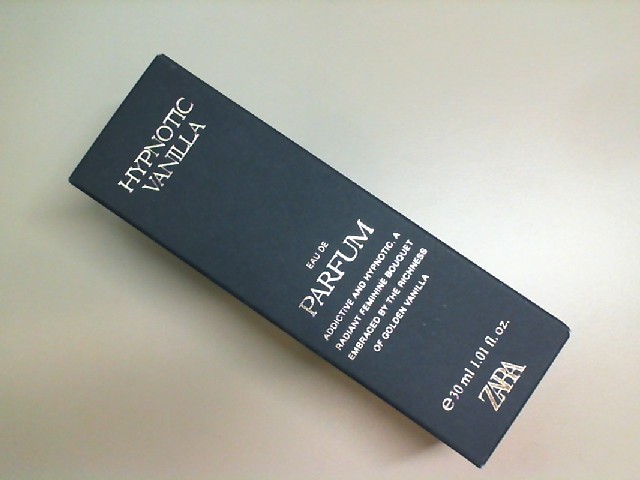 HYPNOTIC
VANILLA
EAU DE
PARFUM
ADDICTIVE AND HYPNOTIC, A
RADIANT FEMININE BOUQUET
EMBRACED BY THE RICHNESS
OF GOLDEN VANILLA
e 30 ml 1.01 fl. oz.
ZARA